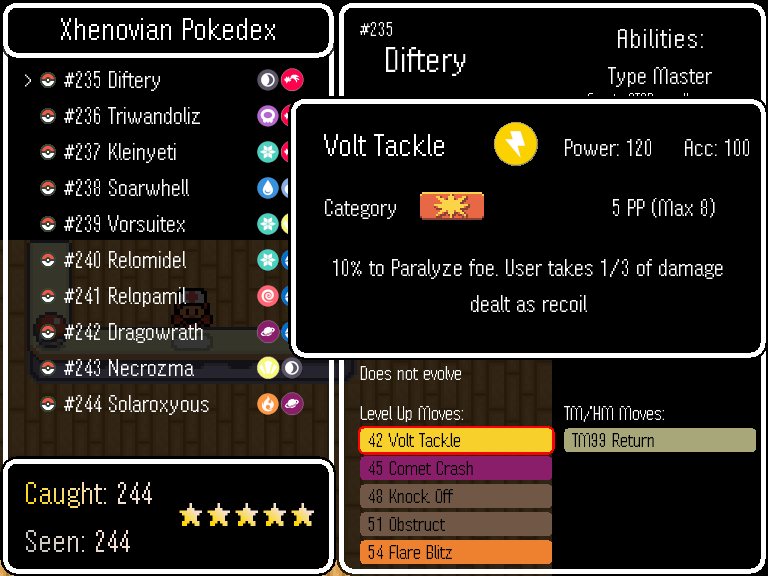 Xhenovian Pokedex
> #235 Diftery
#236 Triwandoliz
#237 Kleinyeti
#238 Soarwhell
#239 Vorsuitex
#240 Relomidel
#241 Relopamil
#242 Dragowrath
#243 Necrozma
#244 Solaroxyous
Caught: 244
Seen: 244
#235
Diftery
Abilities:
Type Master
Volt Tackle
Power: 120
Acc: 100
Category
5 PP (Max 8)
10% to Paralyze foe. User takes 1/3 of damage
dealt as recoil
Does not evolve
Level Up Moves:
42 Volt Tackle
45 Comet Crash
48 Knock Off
51 Obstruct
54 Flare Blitz
TM/HM Moves:
TM99 Return